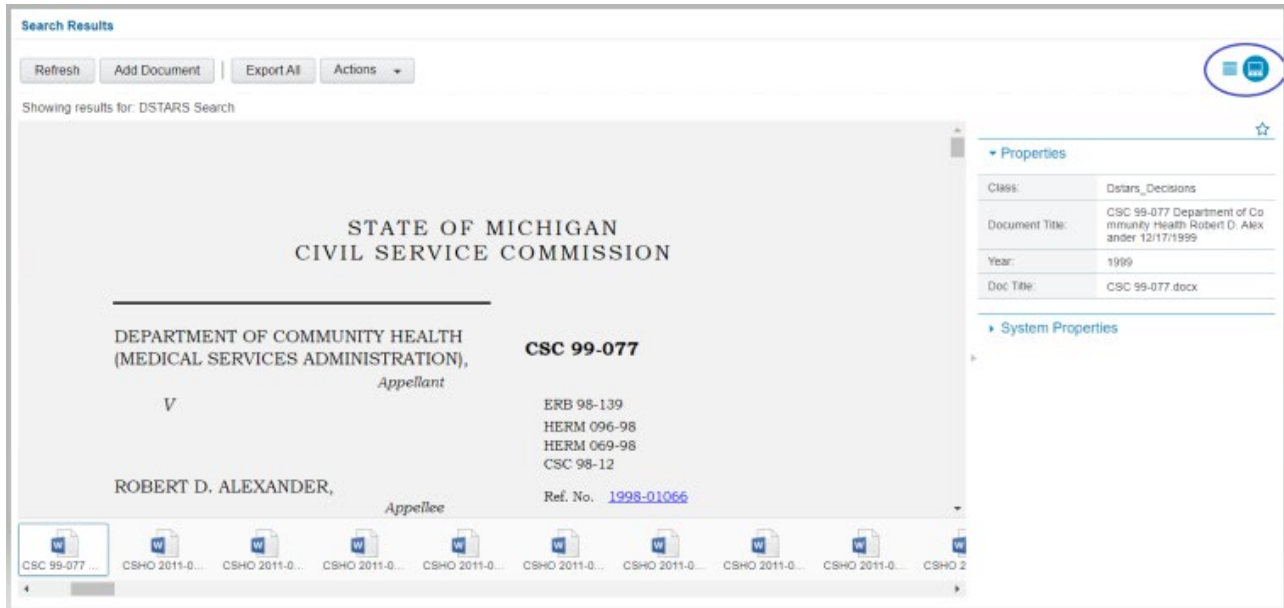 Search Results
Refresh Add Document | Export All Actions
Showing results for: DSTARS Search
STATE OF MICHIGAN
CIVIL SERVICE COMMISSION
DEPARTMENT OF COMMUNITY HEALTH
(MEDICAL SERVICES ADMINISTRATION),
Appellant
V
ROBERT D. ALEXANDER,
Appellee
CSC 99-077
ERB 98-139
HERM 096-98
HERM 069-98
CSC 98-12
Ref. No. 1998-01066
Properties
Class: Dstars_Decisions
Document Title: CSC 99-077 Department of Co
mmunity Health Robert D. Alex
ander 12/17/1999
Year: 1999
Doc Title: CSC 99-077.docx
System Properties
CSC 99-077 ... CSHO 2011-0... CSHO 2011-0... CSHO 2011-0... CSHO 2011-0... CSHO 2011-0... CSHO 2011-0... CSHO 2011-0... CSHO 2011-0... CSHO 2